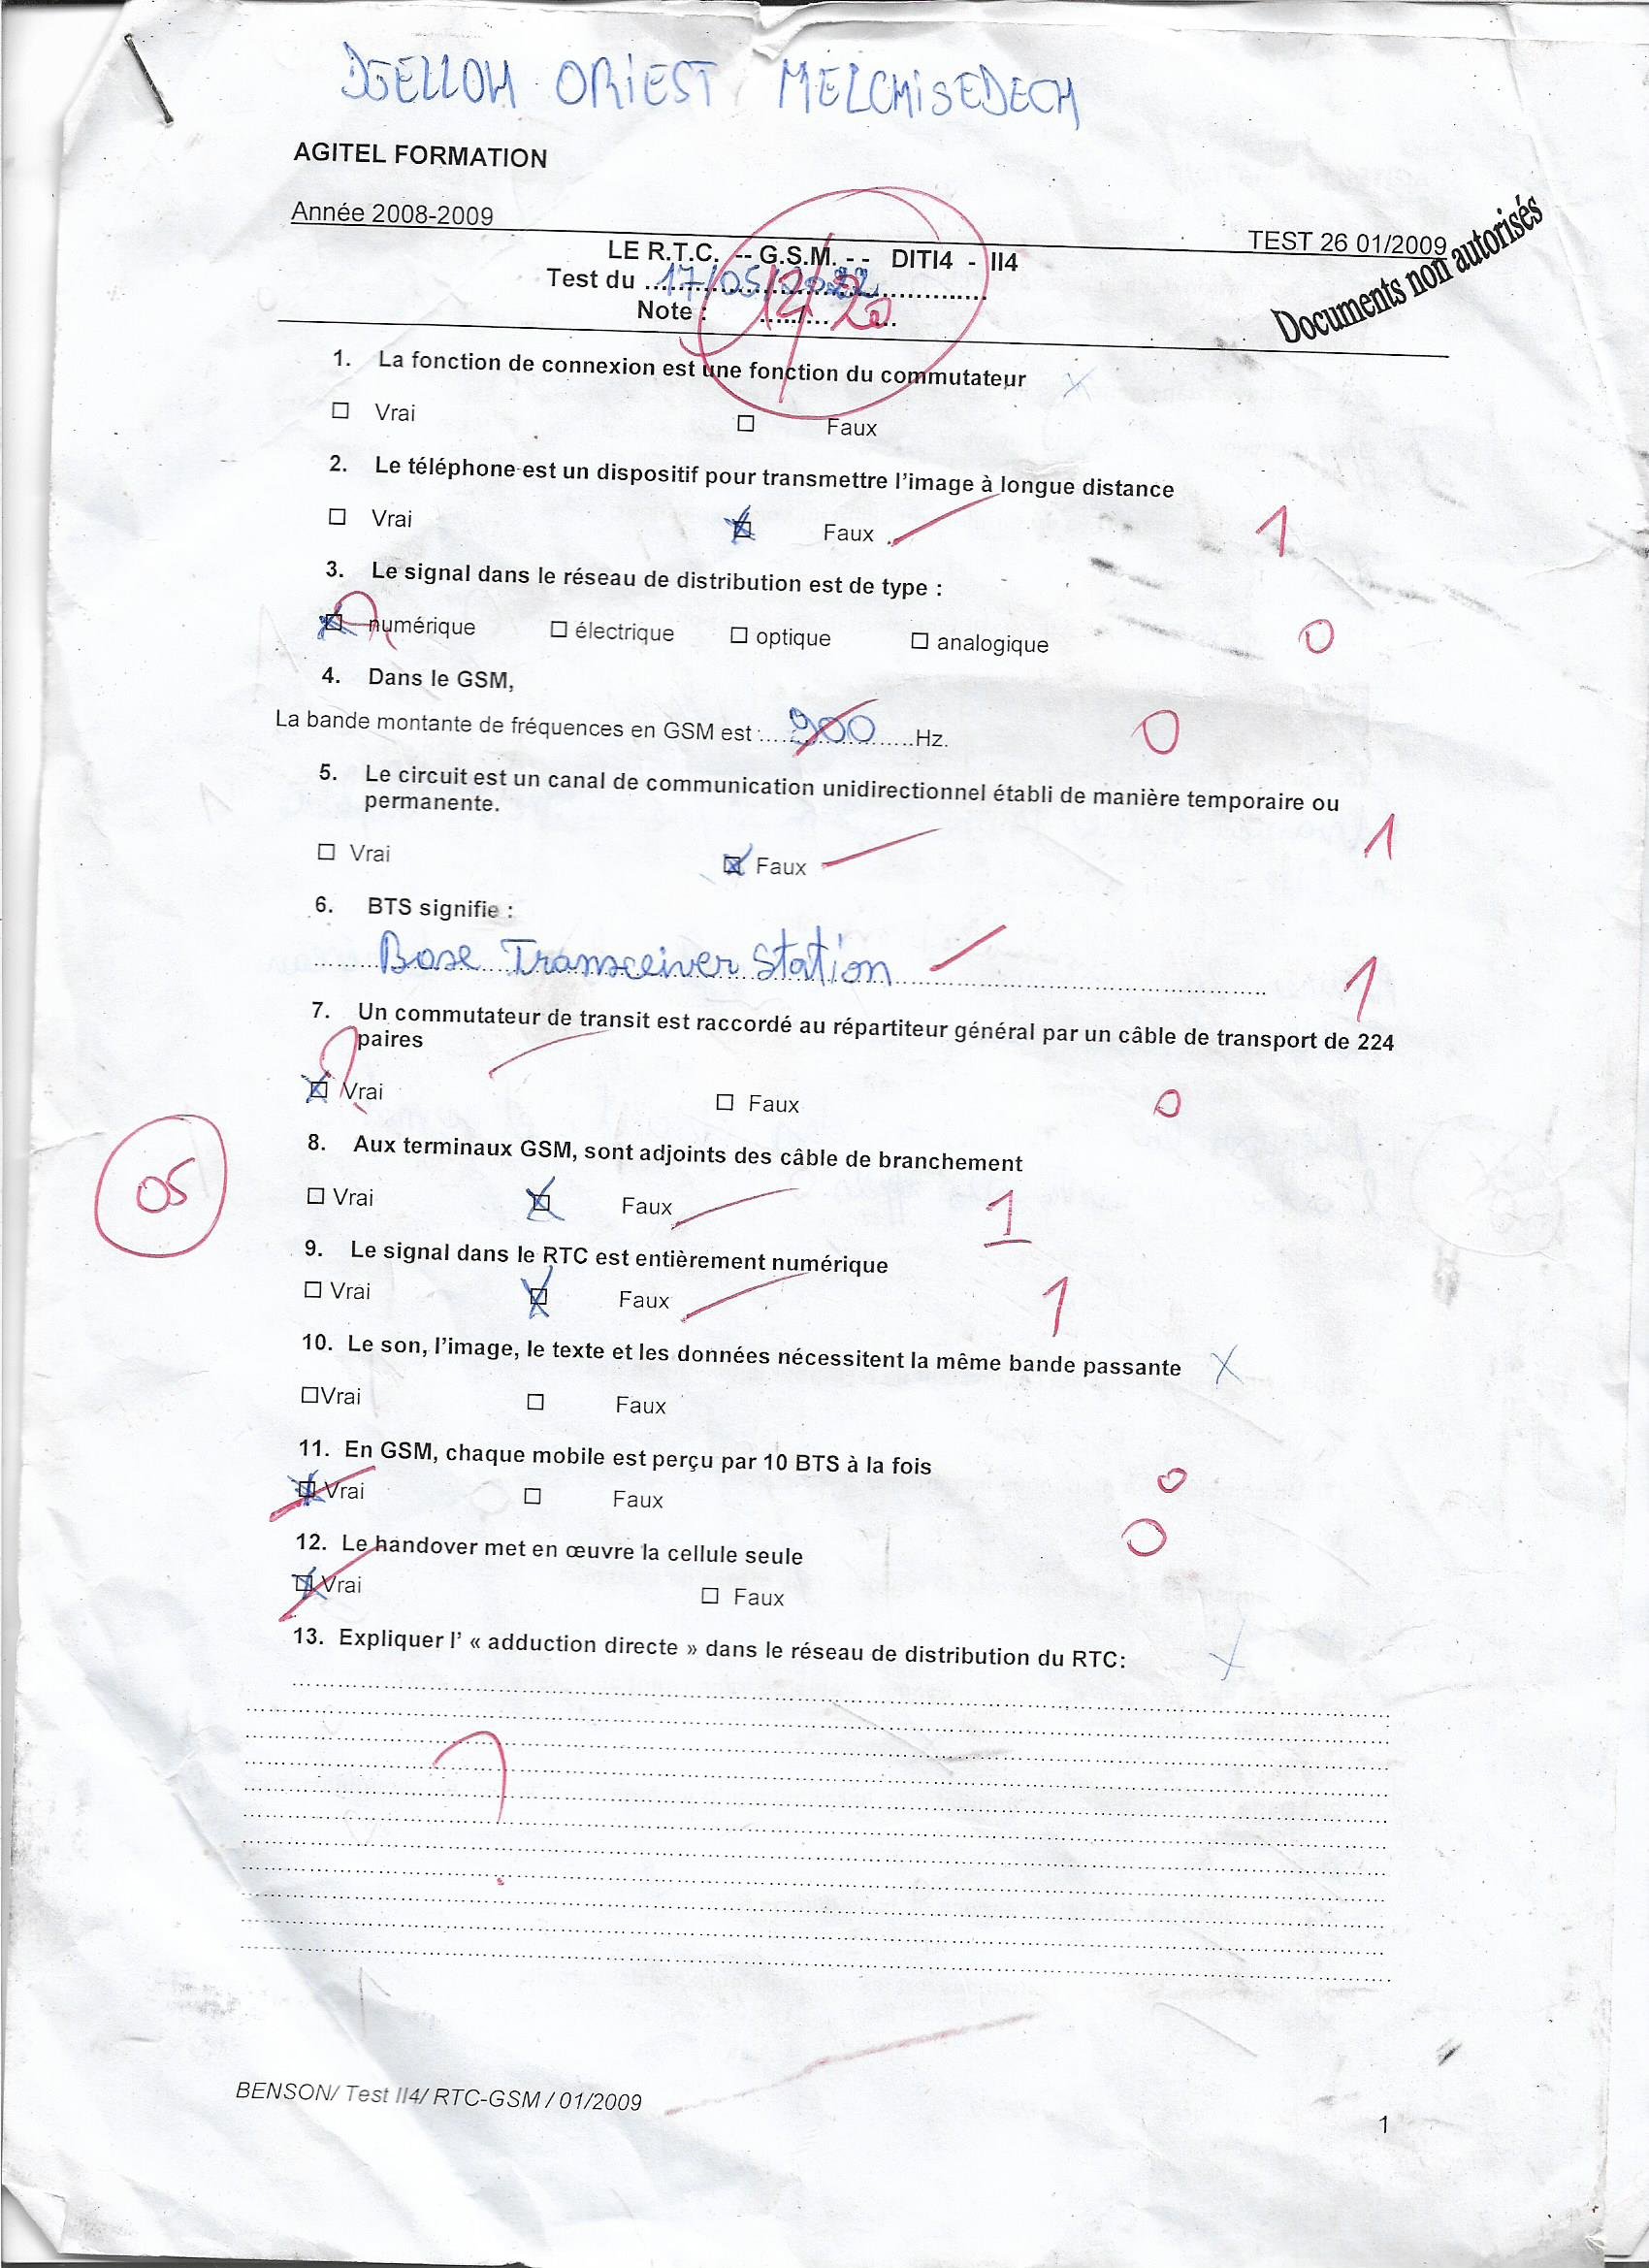 DJELLOH ORIEST MELCHISEDECH
AGITEL FORMATION
Année 2008-2009
TEST 26 01/2009
Documents non autorisés
LE R.T.C. -- G.S.M. - - DITI4 - II4
Test du 17/05/2022
Note : 12/20
1. La fonction de connexion est une fonction du commutateur X
☐ Vrai ☐ Faux
2. Le téléphone est un dispositif pour transmettre l'image à longue distance
☐ Vrai ☒ Faux 1
3. Le signal dans le réseau de distribution est de type :
☒ numérique ☐ électrique ☐ optique ☐ analogique 0
4. Dans le GSM,
La bande montante de fréquences en GSM est :....900....Hz. 0
5. Le circuit est un canal de communication unidirectionnel établi de manière temporaire ou
permanente.
1
☐ Vrai ☒ Faux
6. BTS signifie :
Base Transceiver Station 1
7. Un commutateur de transit est raccordé au répartiteur général par un câble de transport de 224
paires
☒ Vrai ☐ Faux 0
8. Aux terminaux GSM, sont adjoints des câble de branchement
05
☐ Vrai ☒ Faux 1
9. Le signal dans le RTC est entièrement numérique
☐ Vrai ☒ Faux 1
10. Le son, l'image, le texte et les données nécessitent la même bande passante X
☐Vrai ☐ Faux
11. En GSM, chaque mobile est perçu par 10 BTS à la fois
☒ Vrai ☐ Faux 0
12. Le handover met en œuvre la cellule seule 0
☒ Vrai ☐ Faux
13. Expliquer l' « adduction directe » dans le réseau de distribution du RTC: X
?
BENSON/ Test II4/ RTC-GSM / 01/2009
1